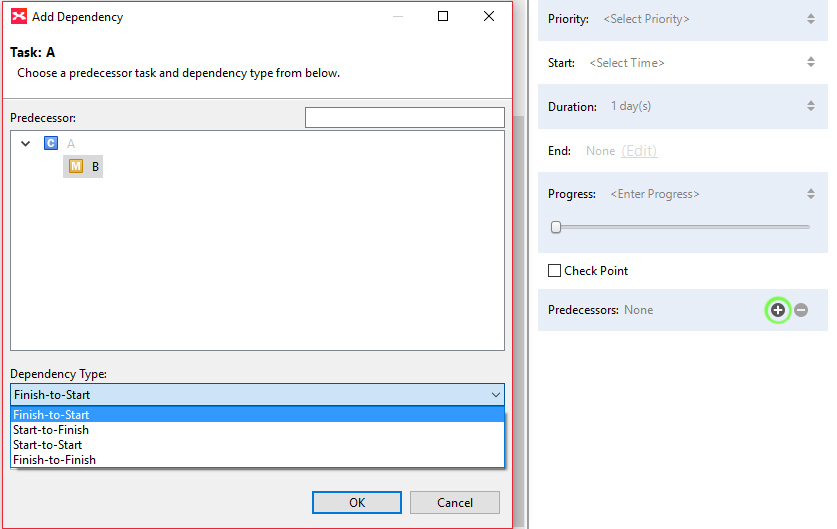 Add Dependency
Task: A
Choose a predecessor task and dependency type from below.
Predecessor:
C A
M B
Dependency Type:
Finish-to-Start
Finish-to-Start
Start-to-Finish
Start-to-Start
Finish-to-Finish
OK Cancel
Priority: <Select Priority>
Start: <Select Time>
Duration: 1 day(s)
End: None (Edit)
Progress: <Enter Progress>
Check Point
Predecessors: None